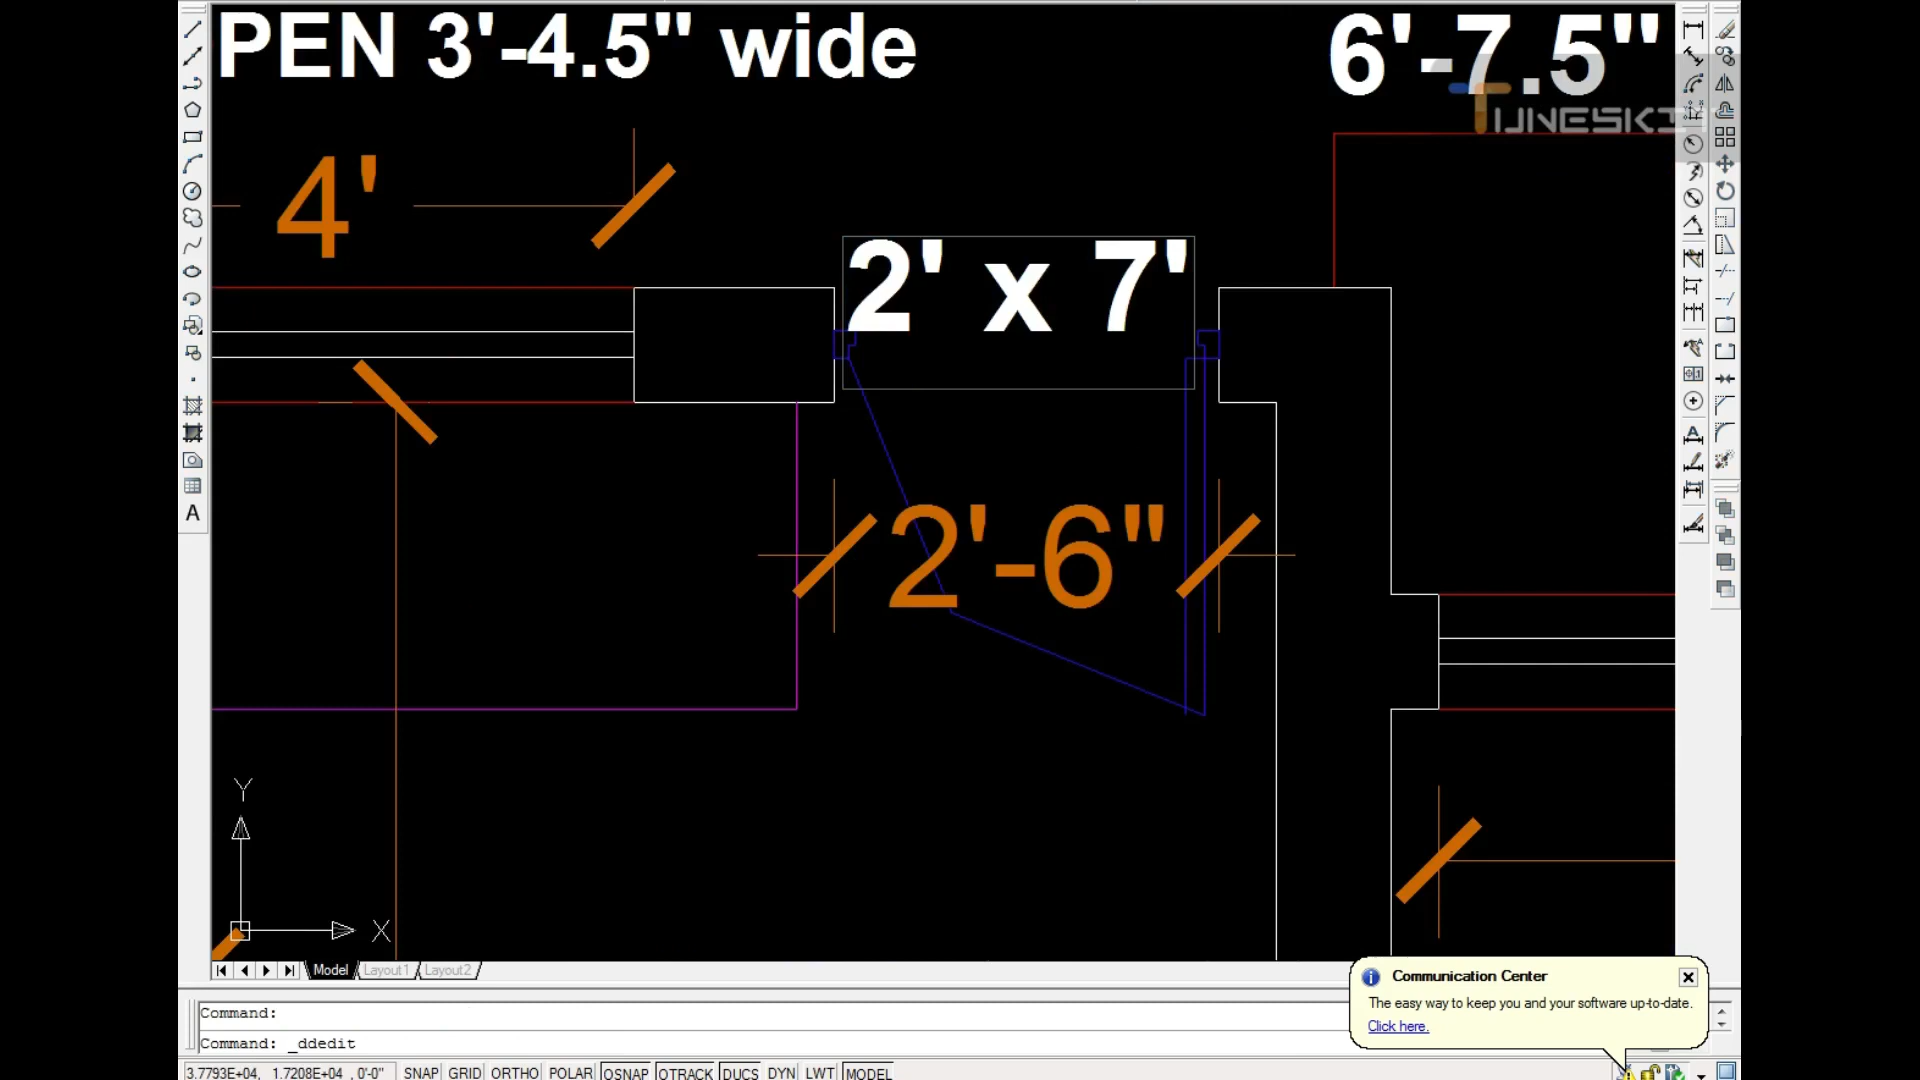 PEN 3'-4.5" wide
6'-7.5"
TUNESKIT
4'
2' x 7'
2'-6"
Y
X
A
Model
Layout1
Layout2
Communication Center
The easy way to keep you and your software up-to-date.
Click here.
Command:
Command: _ddedit
3.7793E+04, 1.7208E+04 , 0'-0" SNAP GRID ORTHO POLAR OSNAP OTRACK DUCS DYN LWT MODEL